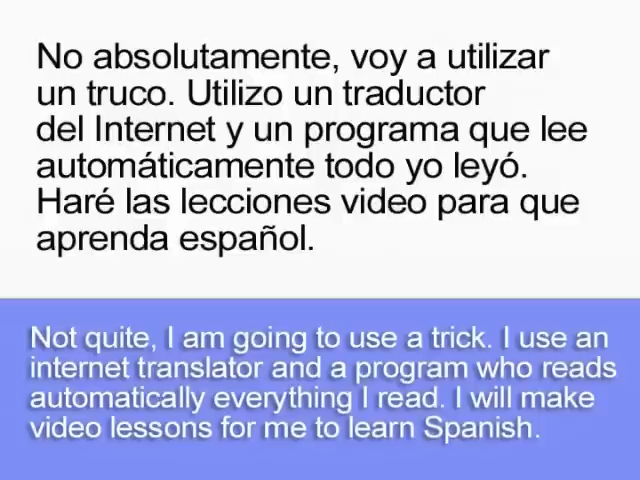 No absolutamente, voy a utilizar
un truco. Utilizo un traductor
del Internet y un programa que lee
automáticamente todo yo leyó.
Haré las lecciones video para que
aprenda español.
Not quite, I am going to use a trick. I use an
internet translator and a program who reads
automatically everything I read. I will make
video lessons for me to learn Spanish.